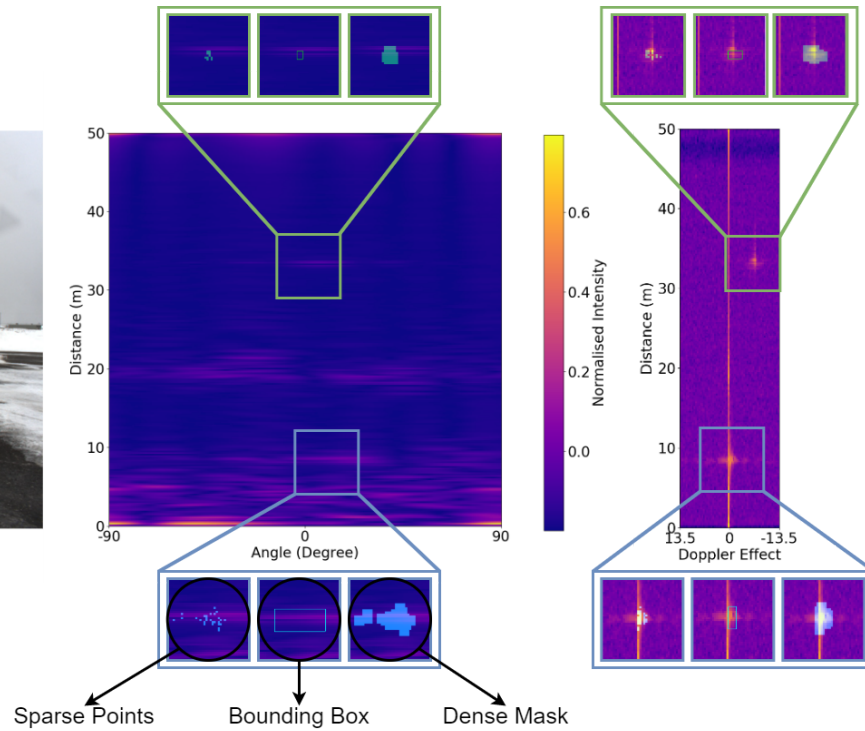 50
40
30
20
10
0
Distance (m)
-90
0
90
Angle (Degree)
0.6
0.4
0.2
0.0
Normalised Intensity
50
40
30
20
10
0
Distance (m)
13.5
0
-13.5
Doppler Effect
Sparse Points
Bounding Box
Dense Mask